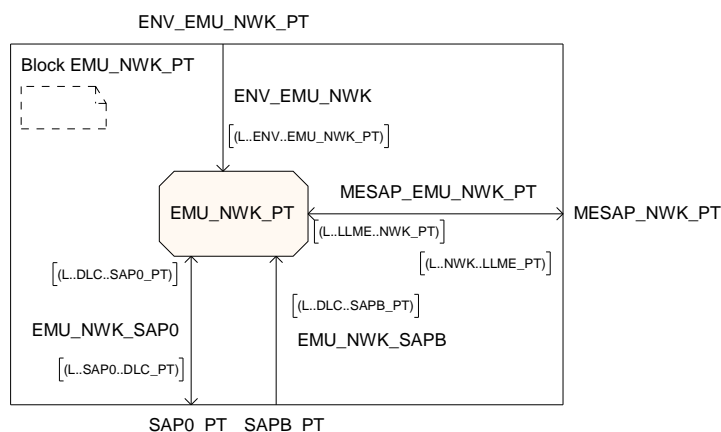 ENV_EMU_NWK_PT
Block EMU_NWK_PT
ENV_EMU_NWK
[(L..ENV..EMU_NWK_PT)]
MESAP_EMU_NWK_PT
EMU_NWK_PT
MESAP_NWK_PT
[(L..LLME..NWK_PT)]
[(L..NWK..LLME_PT)]
[(L..DLC..SAP0_PT)]
[(L..DLC..SAPB_PT)]
EMU_NWK_SAP0
EMU_NWK_SAPB
[(L..SAP0..DLC_PT)]
SAP0_PT
SAPB_PT